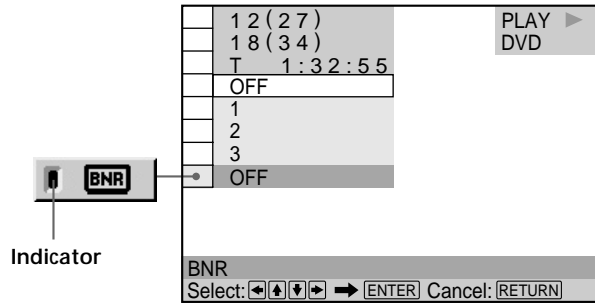 12(27)
18(34)
T 1:32:55
OFF
1
2
3
OFF
PLAY
DVD
BNR
Indicator
BNR
Select: ENTER Cancel: RETURN